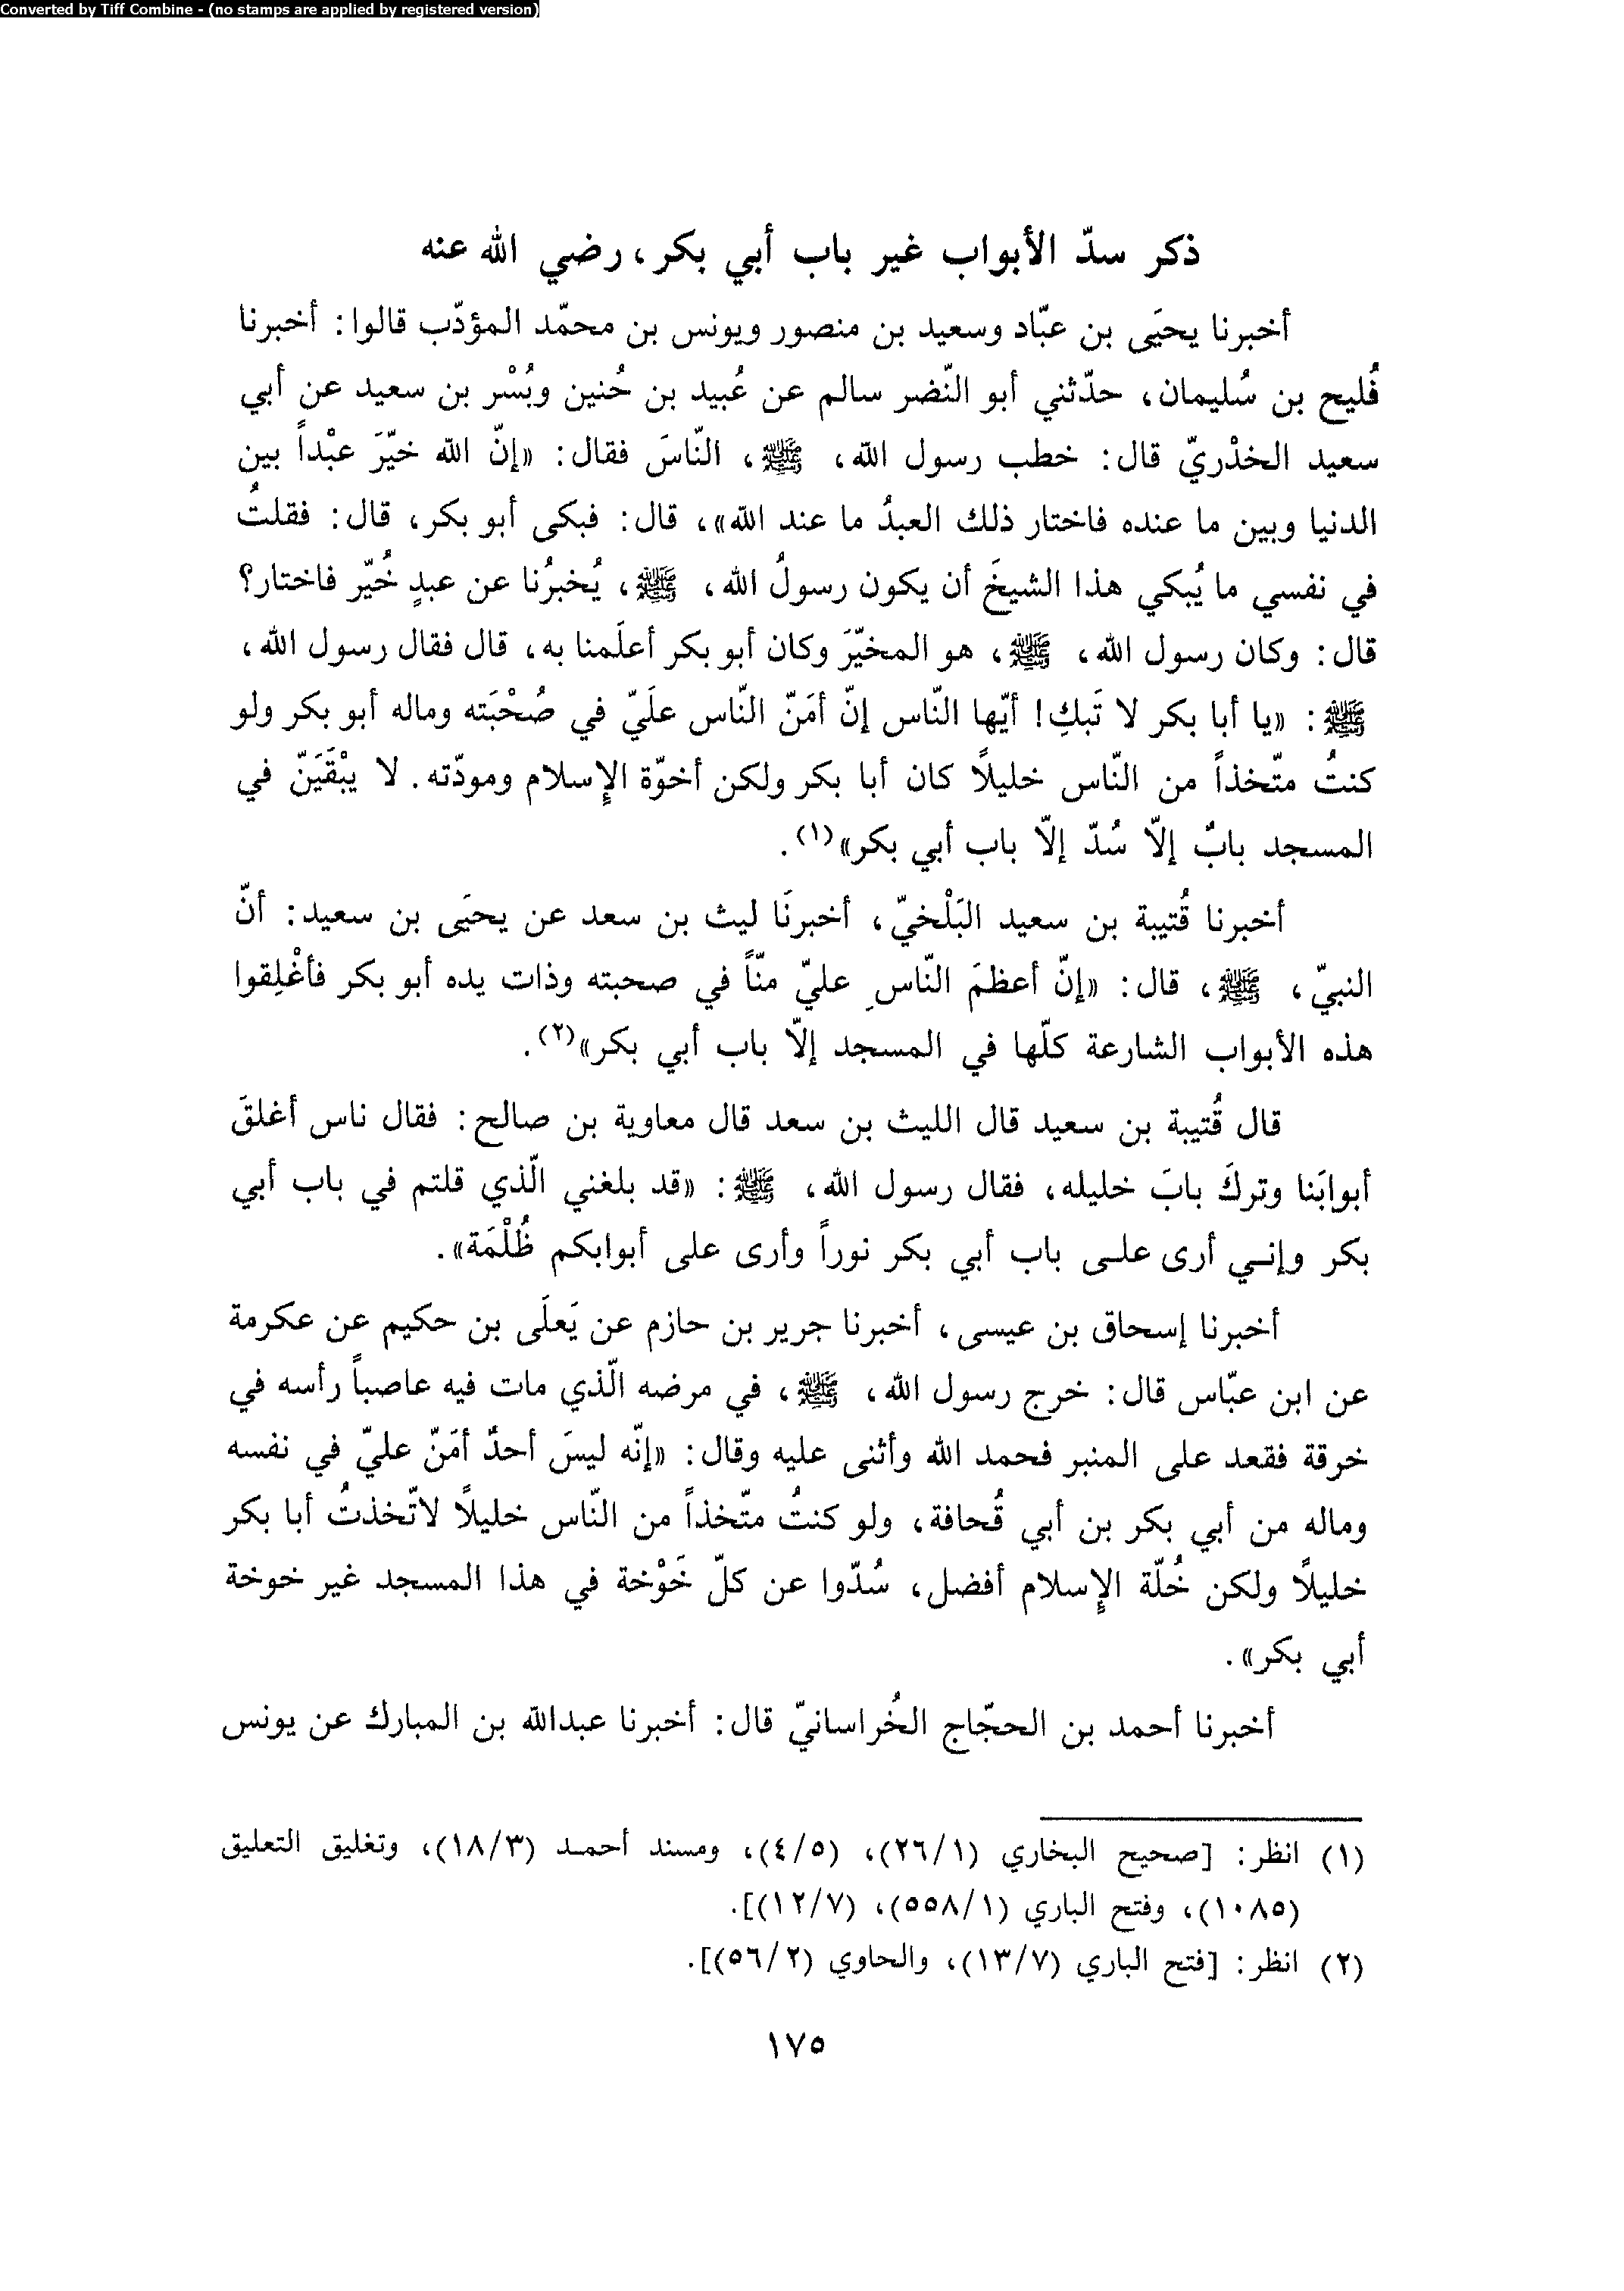 Converted by Tiff Combine - (no stamps are applied by registered version)
ذكر سدّ الأبواب غير باب أبي بكر، رضي الله عنه
أخبرنا يحيَى بن عبّاد وسعيد بن منصور ويونس بن محمّد المؤدّب قالوا: أخبرنا
فُليح بن سُليمان، حدّثني أبو النّضر سالم عن عُبيد بن حُنين وبُسْر بن سعيد عن أبي
سعيد الخدْريّ قال: خطب رسول الله، ﷺ، النّاسَ فقال: «إنّ الله خيّرَ عبْداً بين
الدنيا وبين ما عنده فاختار ذلك العبدُ ما عند الله»، قال: فبكى أبو بكر، قال: فقلتُ
في نفسي ما يُبكي هذا الشيخَ أن يكون رسولُ الله، ﷺ، يُخبرُنا عن عبدٍ خُيّر فاختار؟
قال: وكان رسول الله، ﷺ، هو المخيّرَ وكان أبو بكر أعلَمنا به، قال فقال رسول الله،
ﷺ: «يا أبا بكر لا تَبكِ! أيّها النّاس إنّ أمَنّ النّاس علَيّ في صُحْبَته وماله أبو بكر ولو
كنتُ متّخذاً من النّاس خليلًا كان أبا بكر ولكن أخوّة الإسلام ومودّته. لا يبْقَيَنّ في
المسجد بابٌ إلّا سُدّ إلّا باب أبي بكر»(١).
أخبرنا قُتيبة بن سعيد البَلْخيّ، أخبرنَا ليث بن سعد عن يحيَى بن سعيد: أنّ
النبيّ، ﷺ، قال: «إنّ أعظمَ النّاسِ عليّ منّاً في صحبته وذات يده أبو بكر فأغْلِقوا
هذه الأبواب الشارعة كلّها في المسجد إلّا باب أبي بكر»(٢).
قال قُتيبة بن سعيد قال الليث بن سعد قال معاوية بن صالح: فقال ناس أغلقَ
أبوابَنا وتركَ بابَ خليله، فقال رسول الله، ﷺ: «قد بلغني الّذي قلتم في باب أبي
بكر وإنـي أرى علـى باب أبي بكر نوراً وأرى على أبوابكم ظُلْمَة».
أخبرنا إسحاق بن عيسى، أخبرنا جرير بن حازم عن يَعلَى بن حكيم عن عكرمة
عن ابن عبّاس قال: خرج رسول الله، ﷺ، في مرضه الّذي مات فيه عاصباً رأسه في
خرقة فقعد على المنبر فحمد الله وأثنى عليه وقال: «إنّه ليسَ أحدٌ أمَنّ عليّ في نفسه
وماله من أبي بكر بن أبي قُحافة، ولو كنتُ متّخذاً من النّاس خليلًا لاتّخذتُ أبا بكر
خليلًا ولكن خُلّة الإسلام أفضل، سُدّوا عن كلّ خَوْخة في هذا المسجد غير خوخة
أبي بكر».
أخبرنا أحمد بن الحجّاج الخُراسانيّ قال: أخبرنا عبدالله بن المبارك عن يونس
(١) انظر: [صحيح البخاري (٢٦/١)، (٤/٥)، ومسند أحمـد (١٨/٣)، وتغليق التعليق
(١٠٨٥)، وفتح الباري (٥٥٨/١)، (١٢/٧)].
(٢) انظر: [فتح الباري (١٣/٧)، والحاوي (٥٦/٢)].
١٧٥